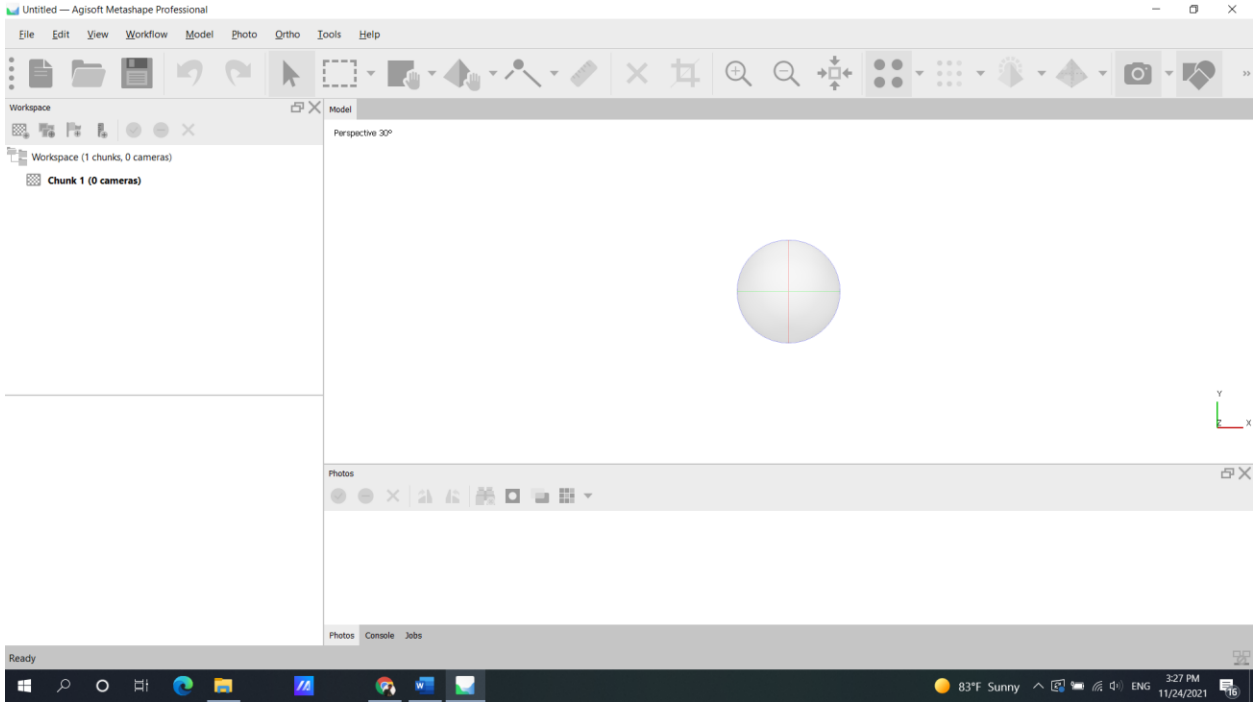 Untitled — Agisoft Metashape Professional
File Edit View Workflow Model Photo Ortho Tools Help
Workspace
Model
Perspective 30°
Workspace (1 chunks, 0 cameras)
Chunk 1 (0 cameras)
Y
Z
X
Photos
Photos Console Jobs
Ready
83°F Sunny
ENG
3:27 PM
11/24/2021
16